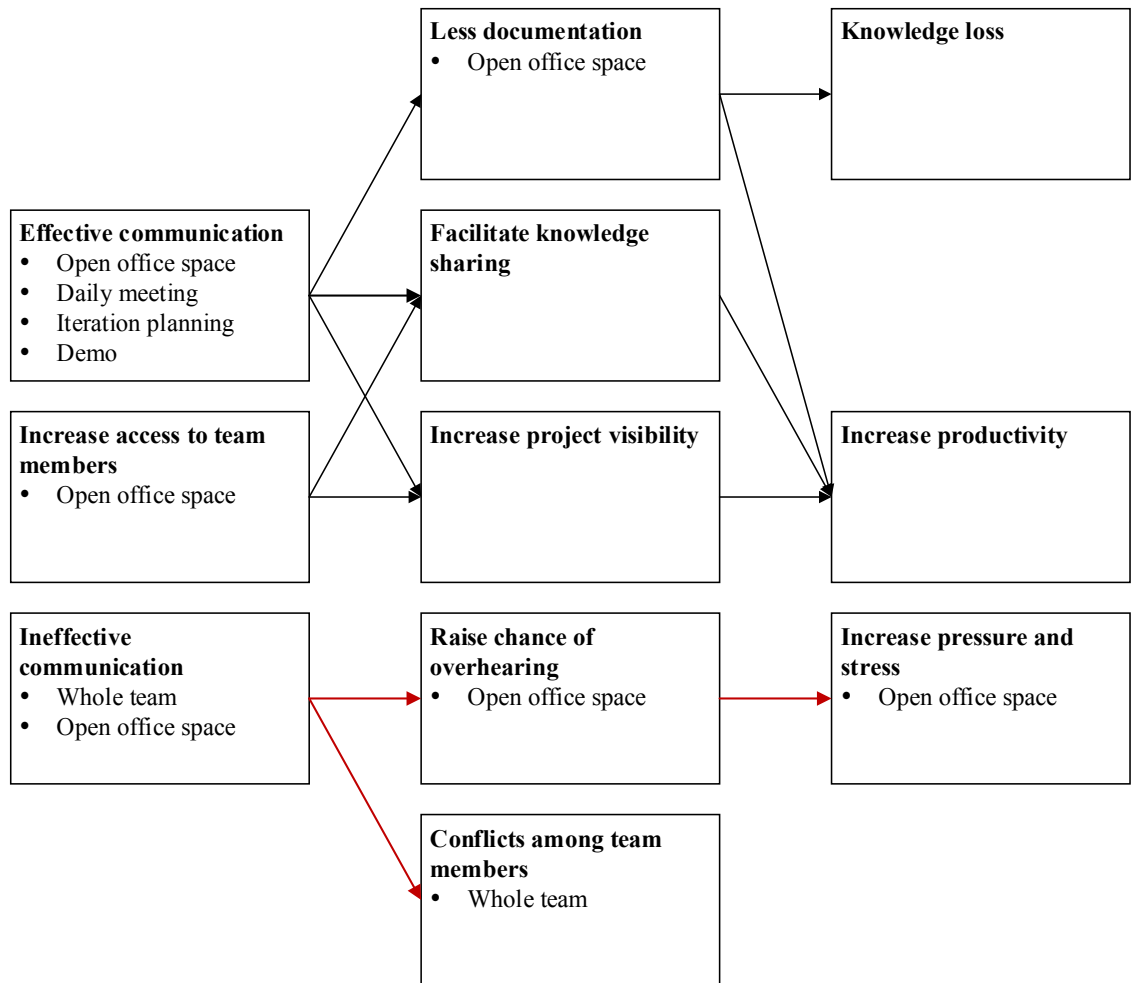 Less documentation
• Open office space
Knowledge loss
Effective communication
• Open office space
• Daily meeting
• Iteration planning
• Demo
Facilitate knowledge
sharing
Increase access to team
members
• Open office space
Increase project visibility
Increase productivity
Ineffective
communication
• Whole team
• Open office space
Raise chance of
overhearing
• Open office space
Increase pressure and
stress
• Open office space
Conflicts among team
members
• Whole team